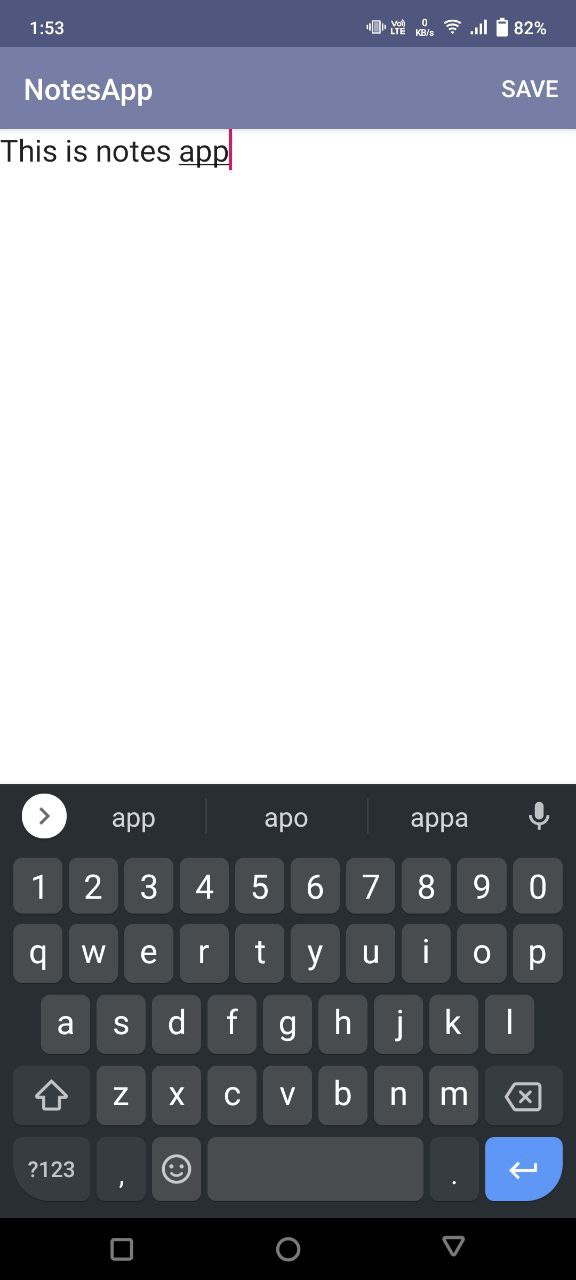 1:53 Vo) LTE 0 KB/s 82%
NotesApp SAVE
This is notes app
app apo appa
1 2 3 4 5 6 7 8 9 0
q w e r t y u i o p
a s d f g h j k l
z x c v b n m
?123 , .